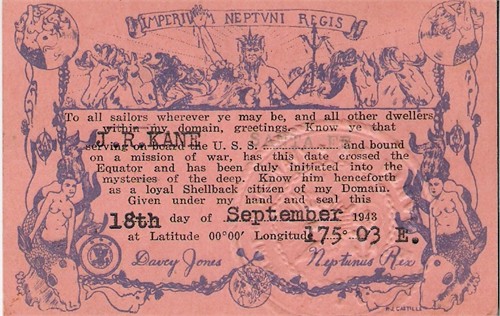 IMPERIVM NEPTVNI REGIS
To all sailors wherever ye may be, and all other dwellers
within my domain, greetings. Know ye that
J.P. KANE
serving on board the U. S. S. ................ and bound
on a mission of war, has this date crossed the
Equator and has been duly initiated into the
mysteries of the deep. Know him henceforth
as a loyal Shellback citizen of my Domain.
Given under my hand and seal this
18th day of September 1943
at Latitude 00°00' Longitude 175° 03 E.
Davey Jones Neptunus Rex